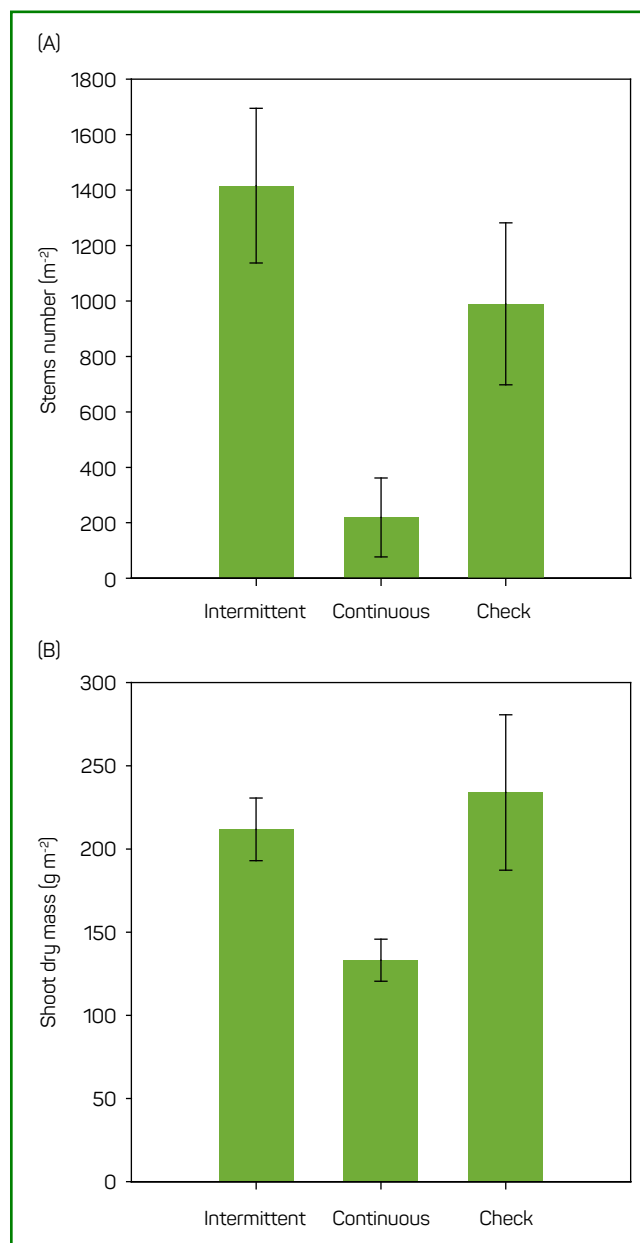 (A)
1800
1600
1400
1200
1000
800
600
400
200
0
Stems number (m⁻²)
Intermittent Continuous Check
(B)
300
250
200
150
100
50
0
Shoot dry mass (g m⁻²)
Intermittent Continuous Check